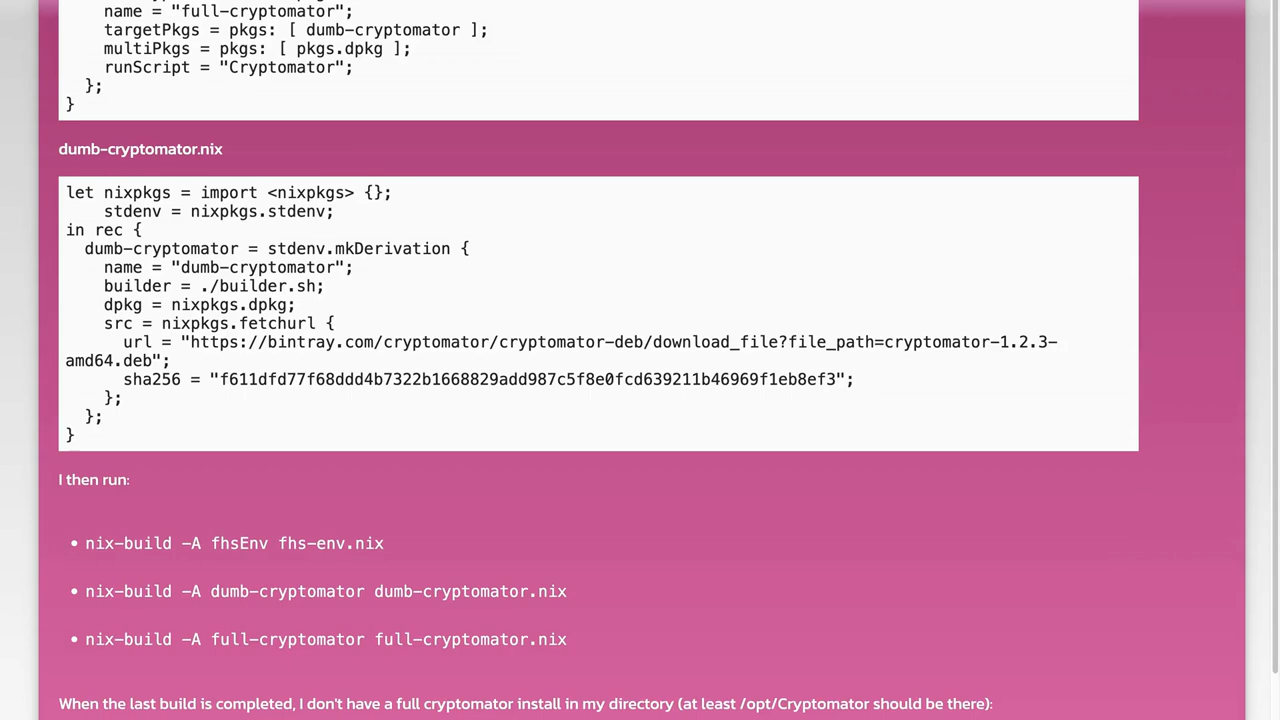 name = "full-cryptomator";
targetPkgs = pkgs: [ dumb-cryptomator ];
multiPkgs = pkgs: [ pkgs.dpkg ];
runScript = "Cryptomator";
};
}
dumb-cryptomator.nix
let nixpkgs = import <nixpkgs> {};
stdenv = nixpkgs.stdenv;
in rec {
dumb-cryptomator = stdenv.mkDerivation {
name = "dumb-cryptomator";
builder = ./builder.sh;
dpkg = nixpkgs.dpkg;
src = nixpkgs.fetchurl {
url = "https://bintray.com/cryptomator/cryptomator-deb/download_file?file_path=cryptomator-1.2.3-
amd64.deb";
sha256 = "f611dfd77f68ddd4b7322b1668829add987c5f8e0fcd639211b46969f1eb8ef3";
};
};
}
I then run:
• nix-build -A fhsEnv fhs-env.nix
• nix-build -A dumb-cryptomator dumb-cryptomator.nix
• nix-build -A full-cryptomator full-cryptomator.nix
When the last build is completed, I don't have a full cryptomator install in my directory (at least /opt/Cryptomator should be there):